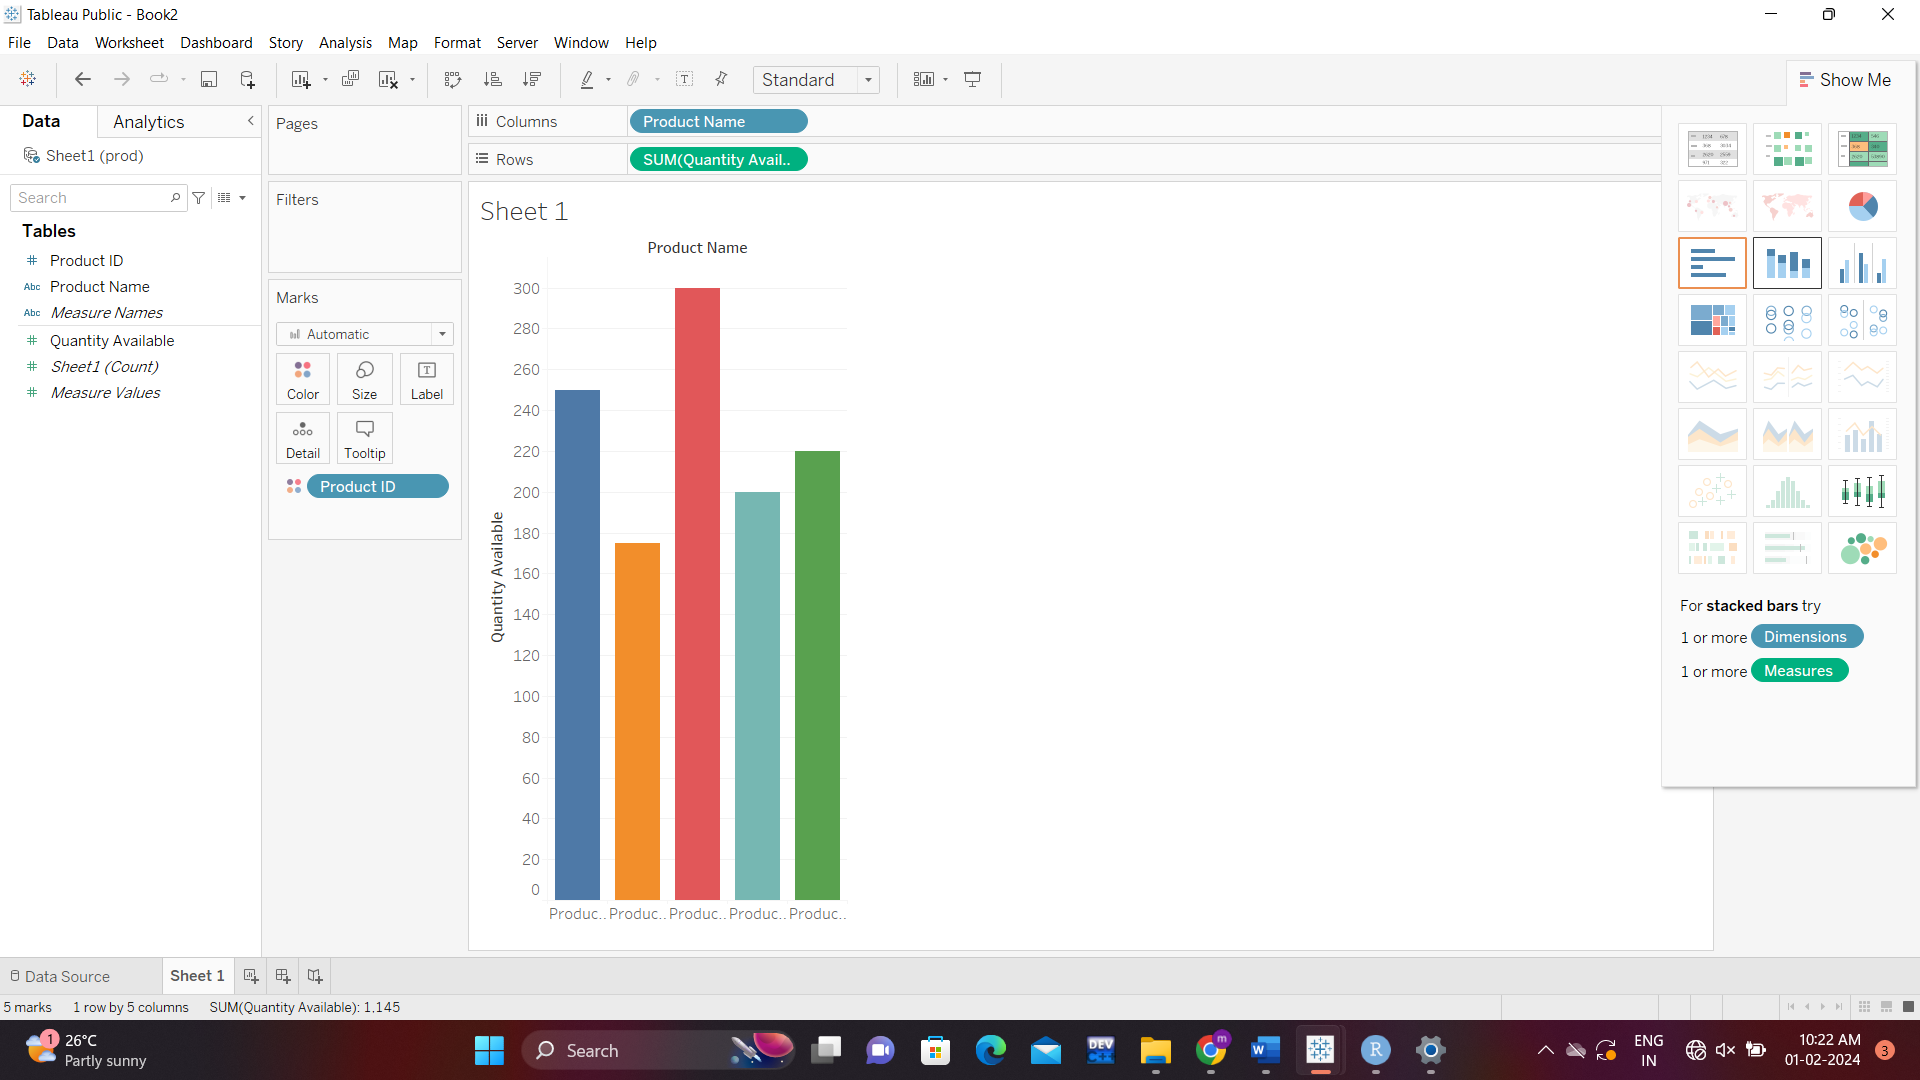 Tableau Public - Book2
File Data Worksheet Dashboard Story Analysis Map Format Server Window Help
Standard
Show Me
Data Analytics
Sheet1 (prod)
Search
Tables
Product ID
Abc Product Name
Abc Measure Names
Quantity Available
Sheet1 (Count)
Measure Values
Pages
Filters
Marks
Automatic
Color Size Label
Detail Tooltip
Product ID
Columns Product Name
Rows SUM(Quantity Avail..
Sheet 1
Product Name
300
280
260
240
220
200
180
160
140
120
100
80
60
40
20
0
Quantity Available
Produc.. Produc.. Produc.. Produc.. Produc..
For stacked bars try
1 or more Dimensions
1 or more Measures
Data Source Sheet 1
5 marks 1 row by 5 columns SUM(Quantity Available): 1,145
1
26°C
Partly sunny
Search
DEV
m
W
R
ENG
IN
10:22 AM
01-02-2024
3